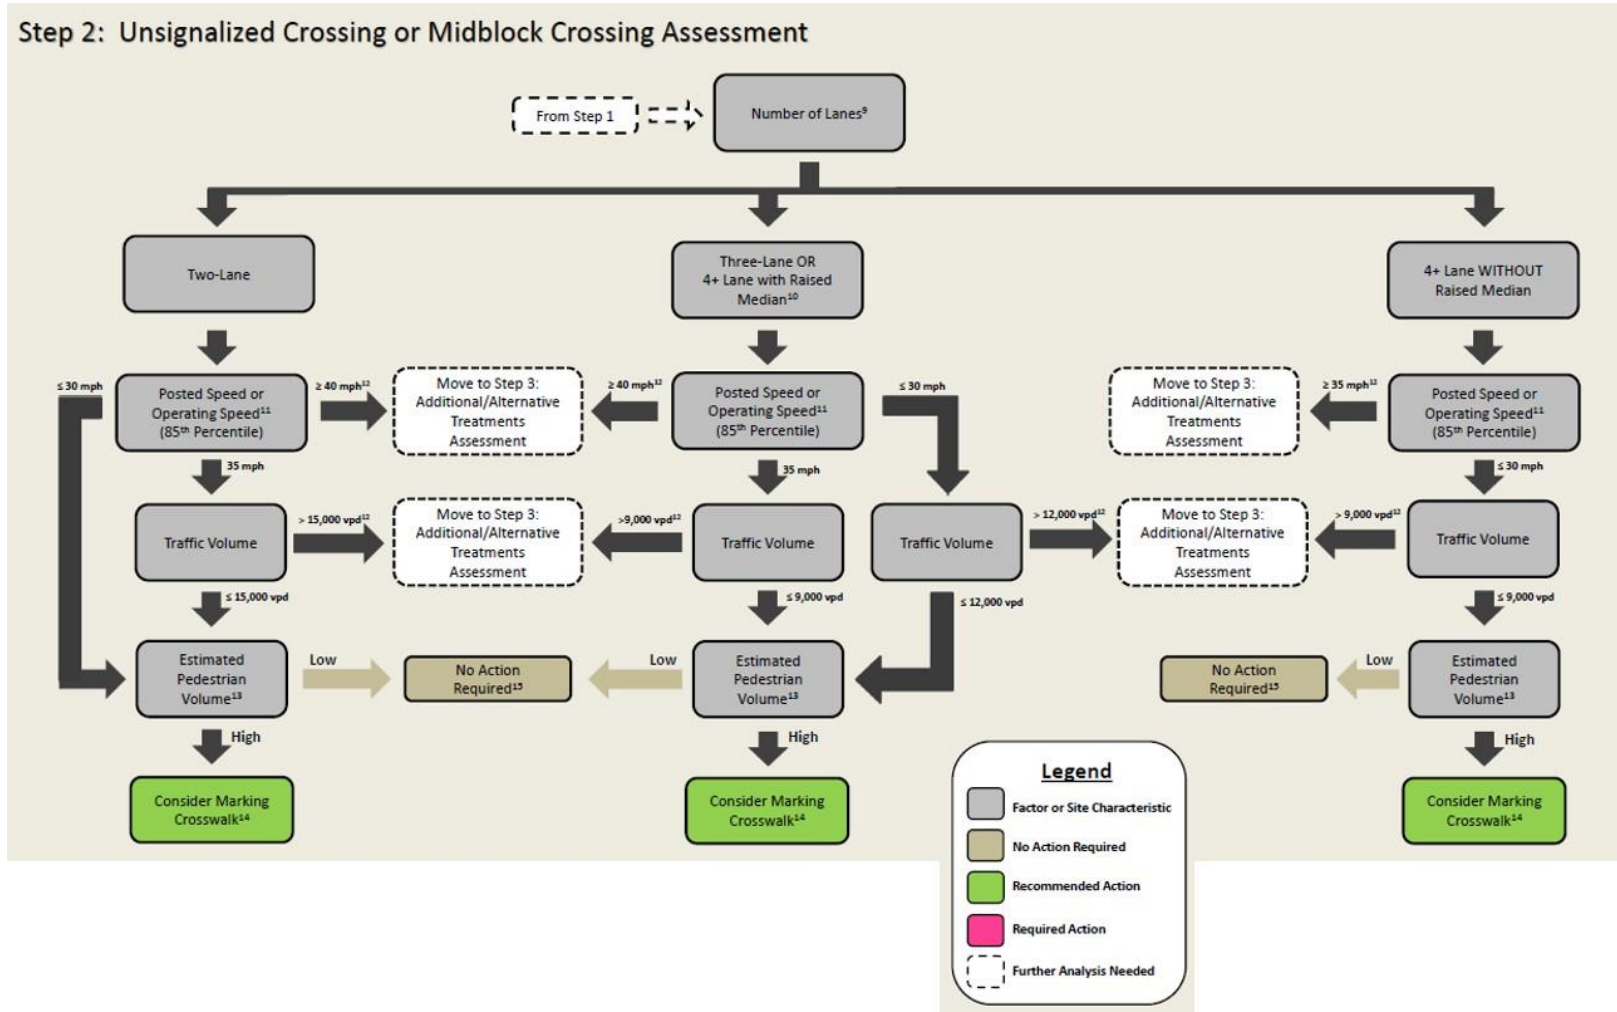 Step 2: Unsignalized Crossing or Midblock Crossing Assessment
From Step 1
Number of Lanes⁹
Two-Lane
Three-Lane OR
4+ Lane with Raised
Median¹⁰
4+ Lane WITHOUT
Raised Median
≤ 30 mph
Posted Speed or
Operating Speed¹¹
(85ᵗʰ Percentile)
≥ 40 mph¹²
Move to Step 3:
Additional/Alternative
Treatments
Assessment
≥ 40 mph¹²
Posted Speed or
Operating Speed¹¹
(85ᵗʰ Percentile)
≤ 30 mph
Move to Step 3:
Additional/Alternative
Treatments
Assessment
≥ 35 mph¹²
Posted Speed or
Operating Speed¹¹
(85ᵗʰ Percentile)
35 mph
35 mph
≤ 30 mph
Traffic Volume
> 15,000 vpd¹²
Move to Step 3:
Additional/Alternative
Treatments
Assessment
>9,000 vpd¹²
Traffic Volume
Traffic Volume
> 12,000 vpd¹²
Move to Step 3:
Additional/Alternative
Treatments
Assessment
> 9,000 vpd¹²
Traffic Volume
≤ 15,000 vpd
≤ 9,000 vpd
≤ 12,000 vpd
≤ 9,000 vpd
Estimated
Pedestrian
Volume¹³
Low
No Action
Required¹⁵
Low
Estimated
Pedestrian
Volume¹³
No Action
Required¹⁵
Low
Estimated
Pedestrian
Volume¹³
High
High
High
Consider Marking
Crosswalk¹⁴
Consider Marking
Crosswalk¹⁴
Consider Marking
Crosswalk¹⁴
Legend
Factor or Site Characteristic
No Action Required
Recommended Action
Required Action
Further Analysis Needed